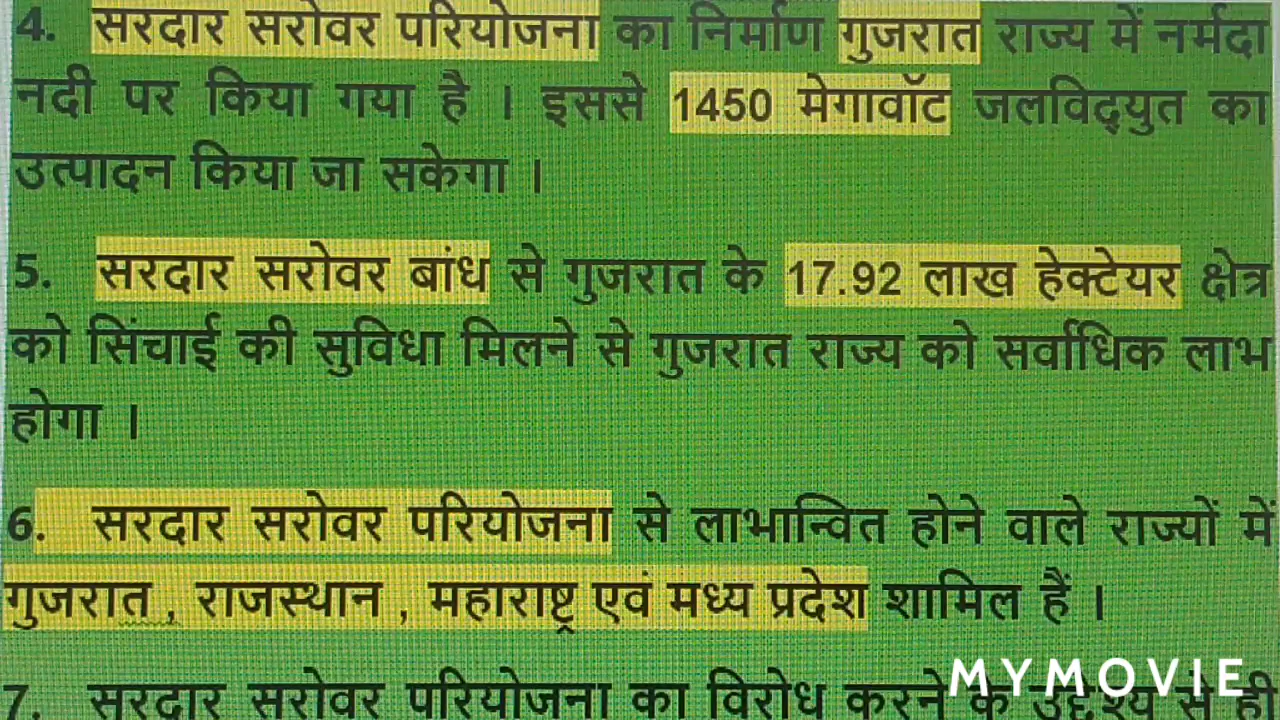 4. सरदार सरोवर परियोजना का निर्माण गुजरात राज्य में नर्मदा
नदी पर किया गया है । इससे 1450 मेगावॉट जलविद्युत का
उत्पादन किया जा सकेगा ।
5. सरदार सरोवर बांध से गुजरात के 17.92 लाख हेक्टेयर क्षेत्र
को सिंचाई की सुविधा मिलने से गुजरात राज्य को सर्वाधिक लाभ
होगा ।
6. सरदार सरोवर परियोजना से लाभान्वित होने वाले राज्यों में
गुजरात , राजस्थान , महाराष्ट्र एवं मध्य प्रदेश शामिल हैं ।
7. सरदार सरोवर परियोजना का विरोध करने के उद्देश्य से ही
MYMOVIE